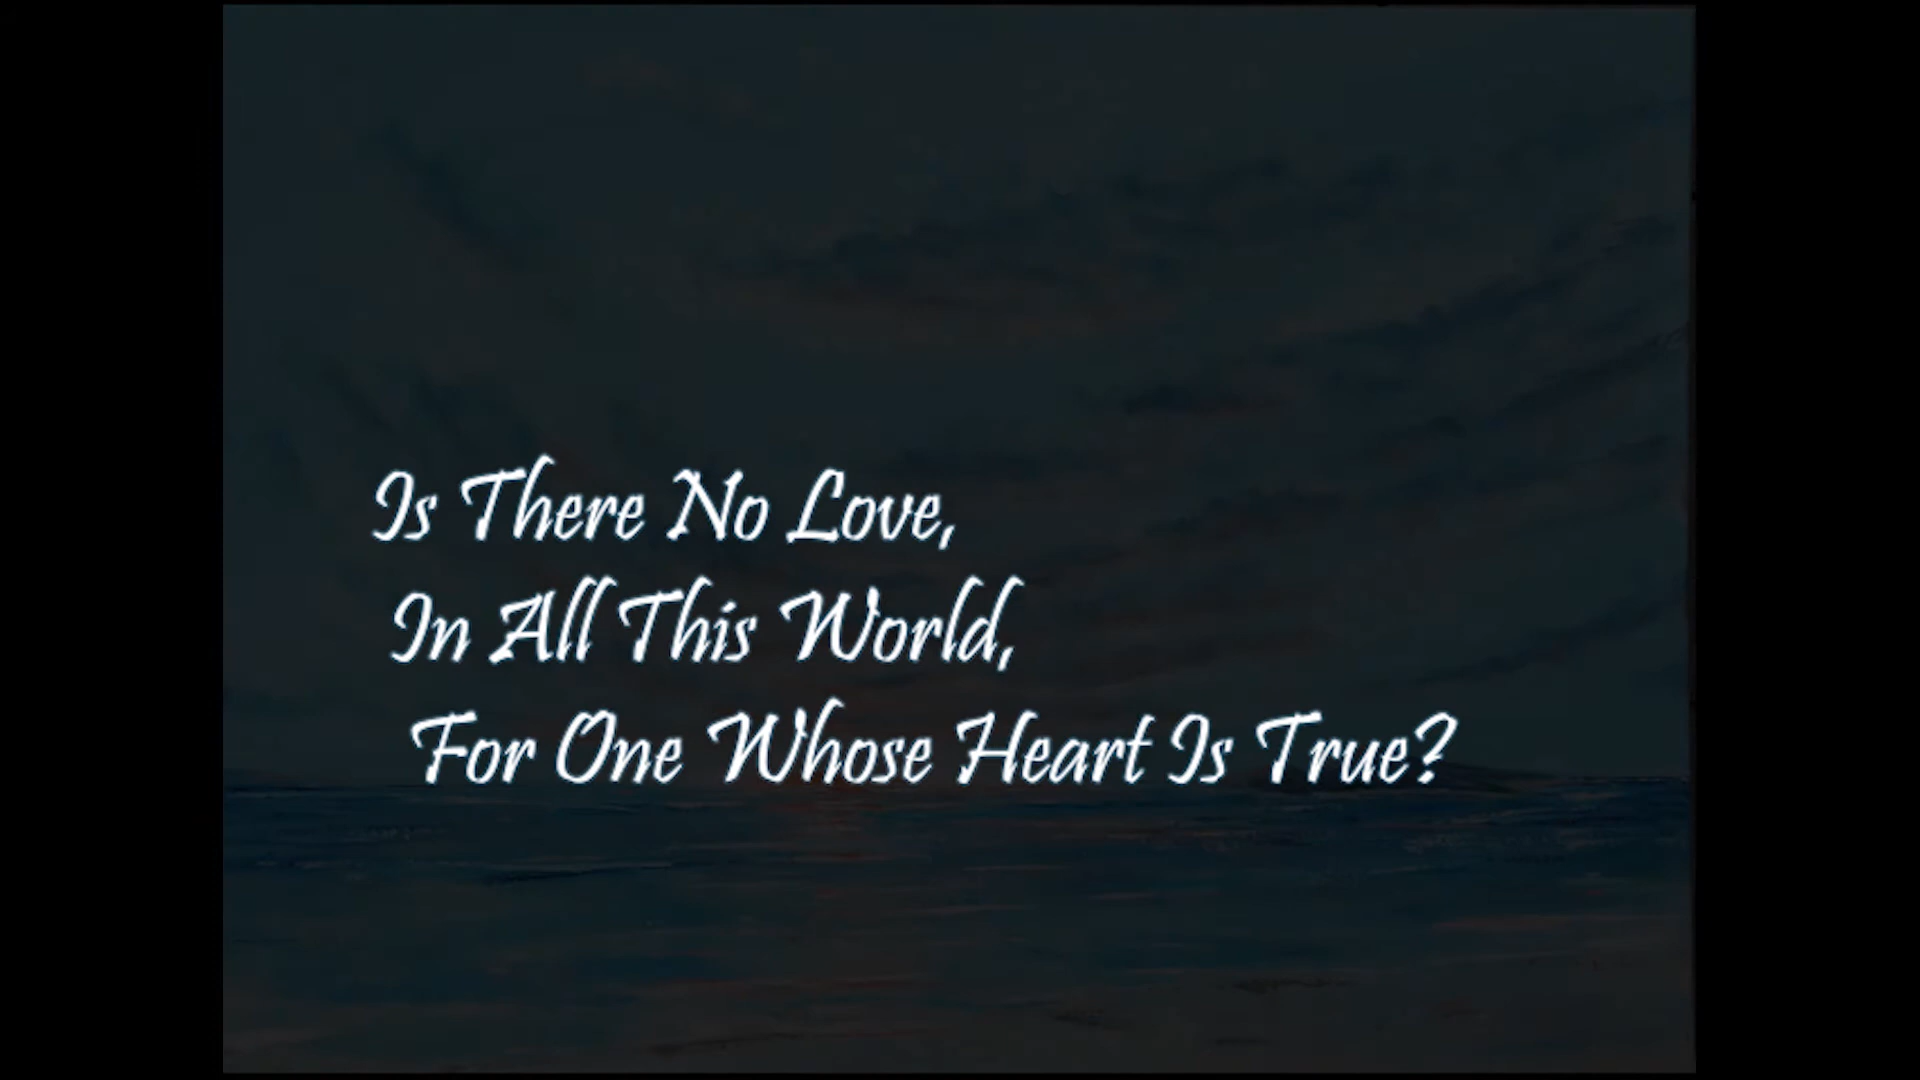 Is There No Love,
In All This World,
For One Whose Heart Is True?